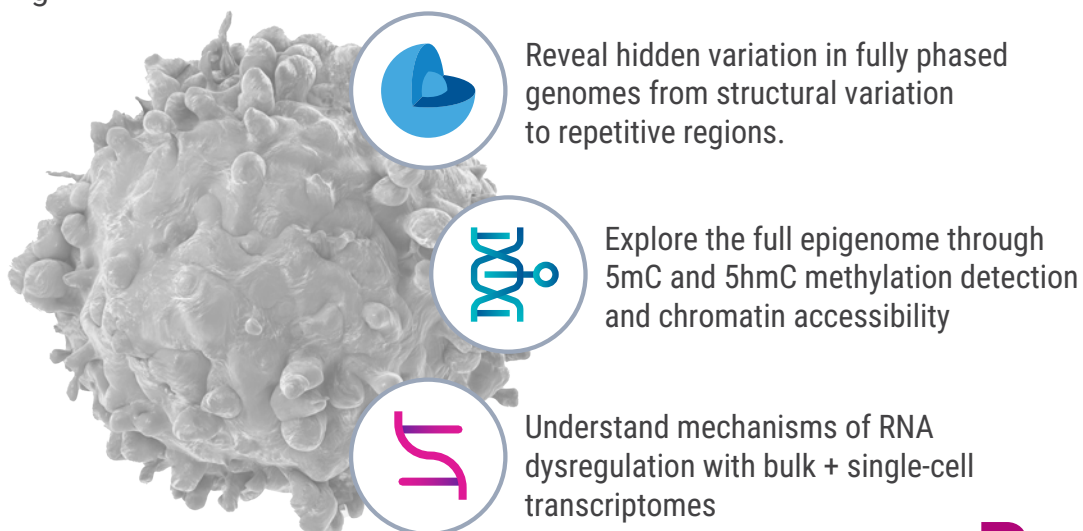 Reveal hidden variation in fully phased
genomes from structural variation
to repetitive regions.
Explore the full epigenome through
5mC and 5hmC methylation detection
and chromatin accessibility
Understand mechanisms of RNA
dysregulation with bulk + single-cell
transcriptomes